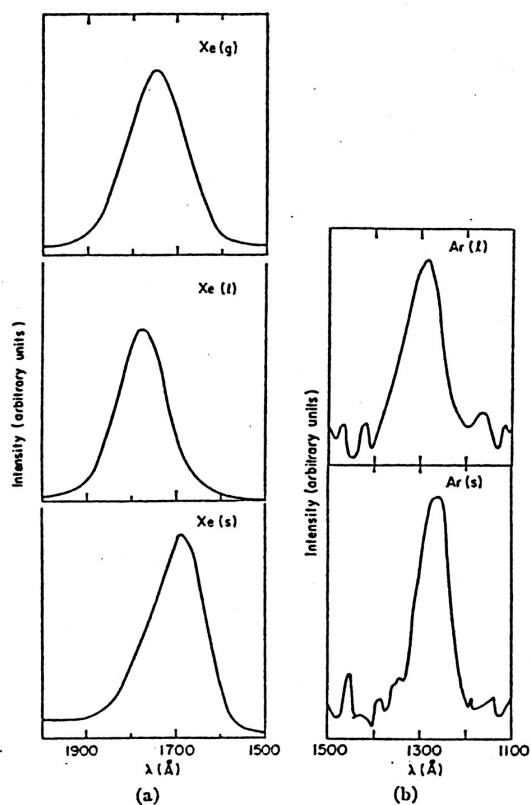 Xe (g)
Xe (l)
Xe (s)
Intensity (arbitrary units)
1900 1700 1500
λ (Å)
(a)
Ar (l)
Ar (s)
Intensity (arbitrary units)
1500 1300 1100
λ (Å)
(b)